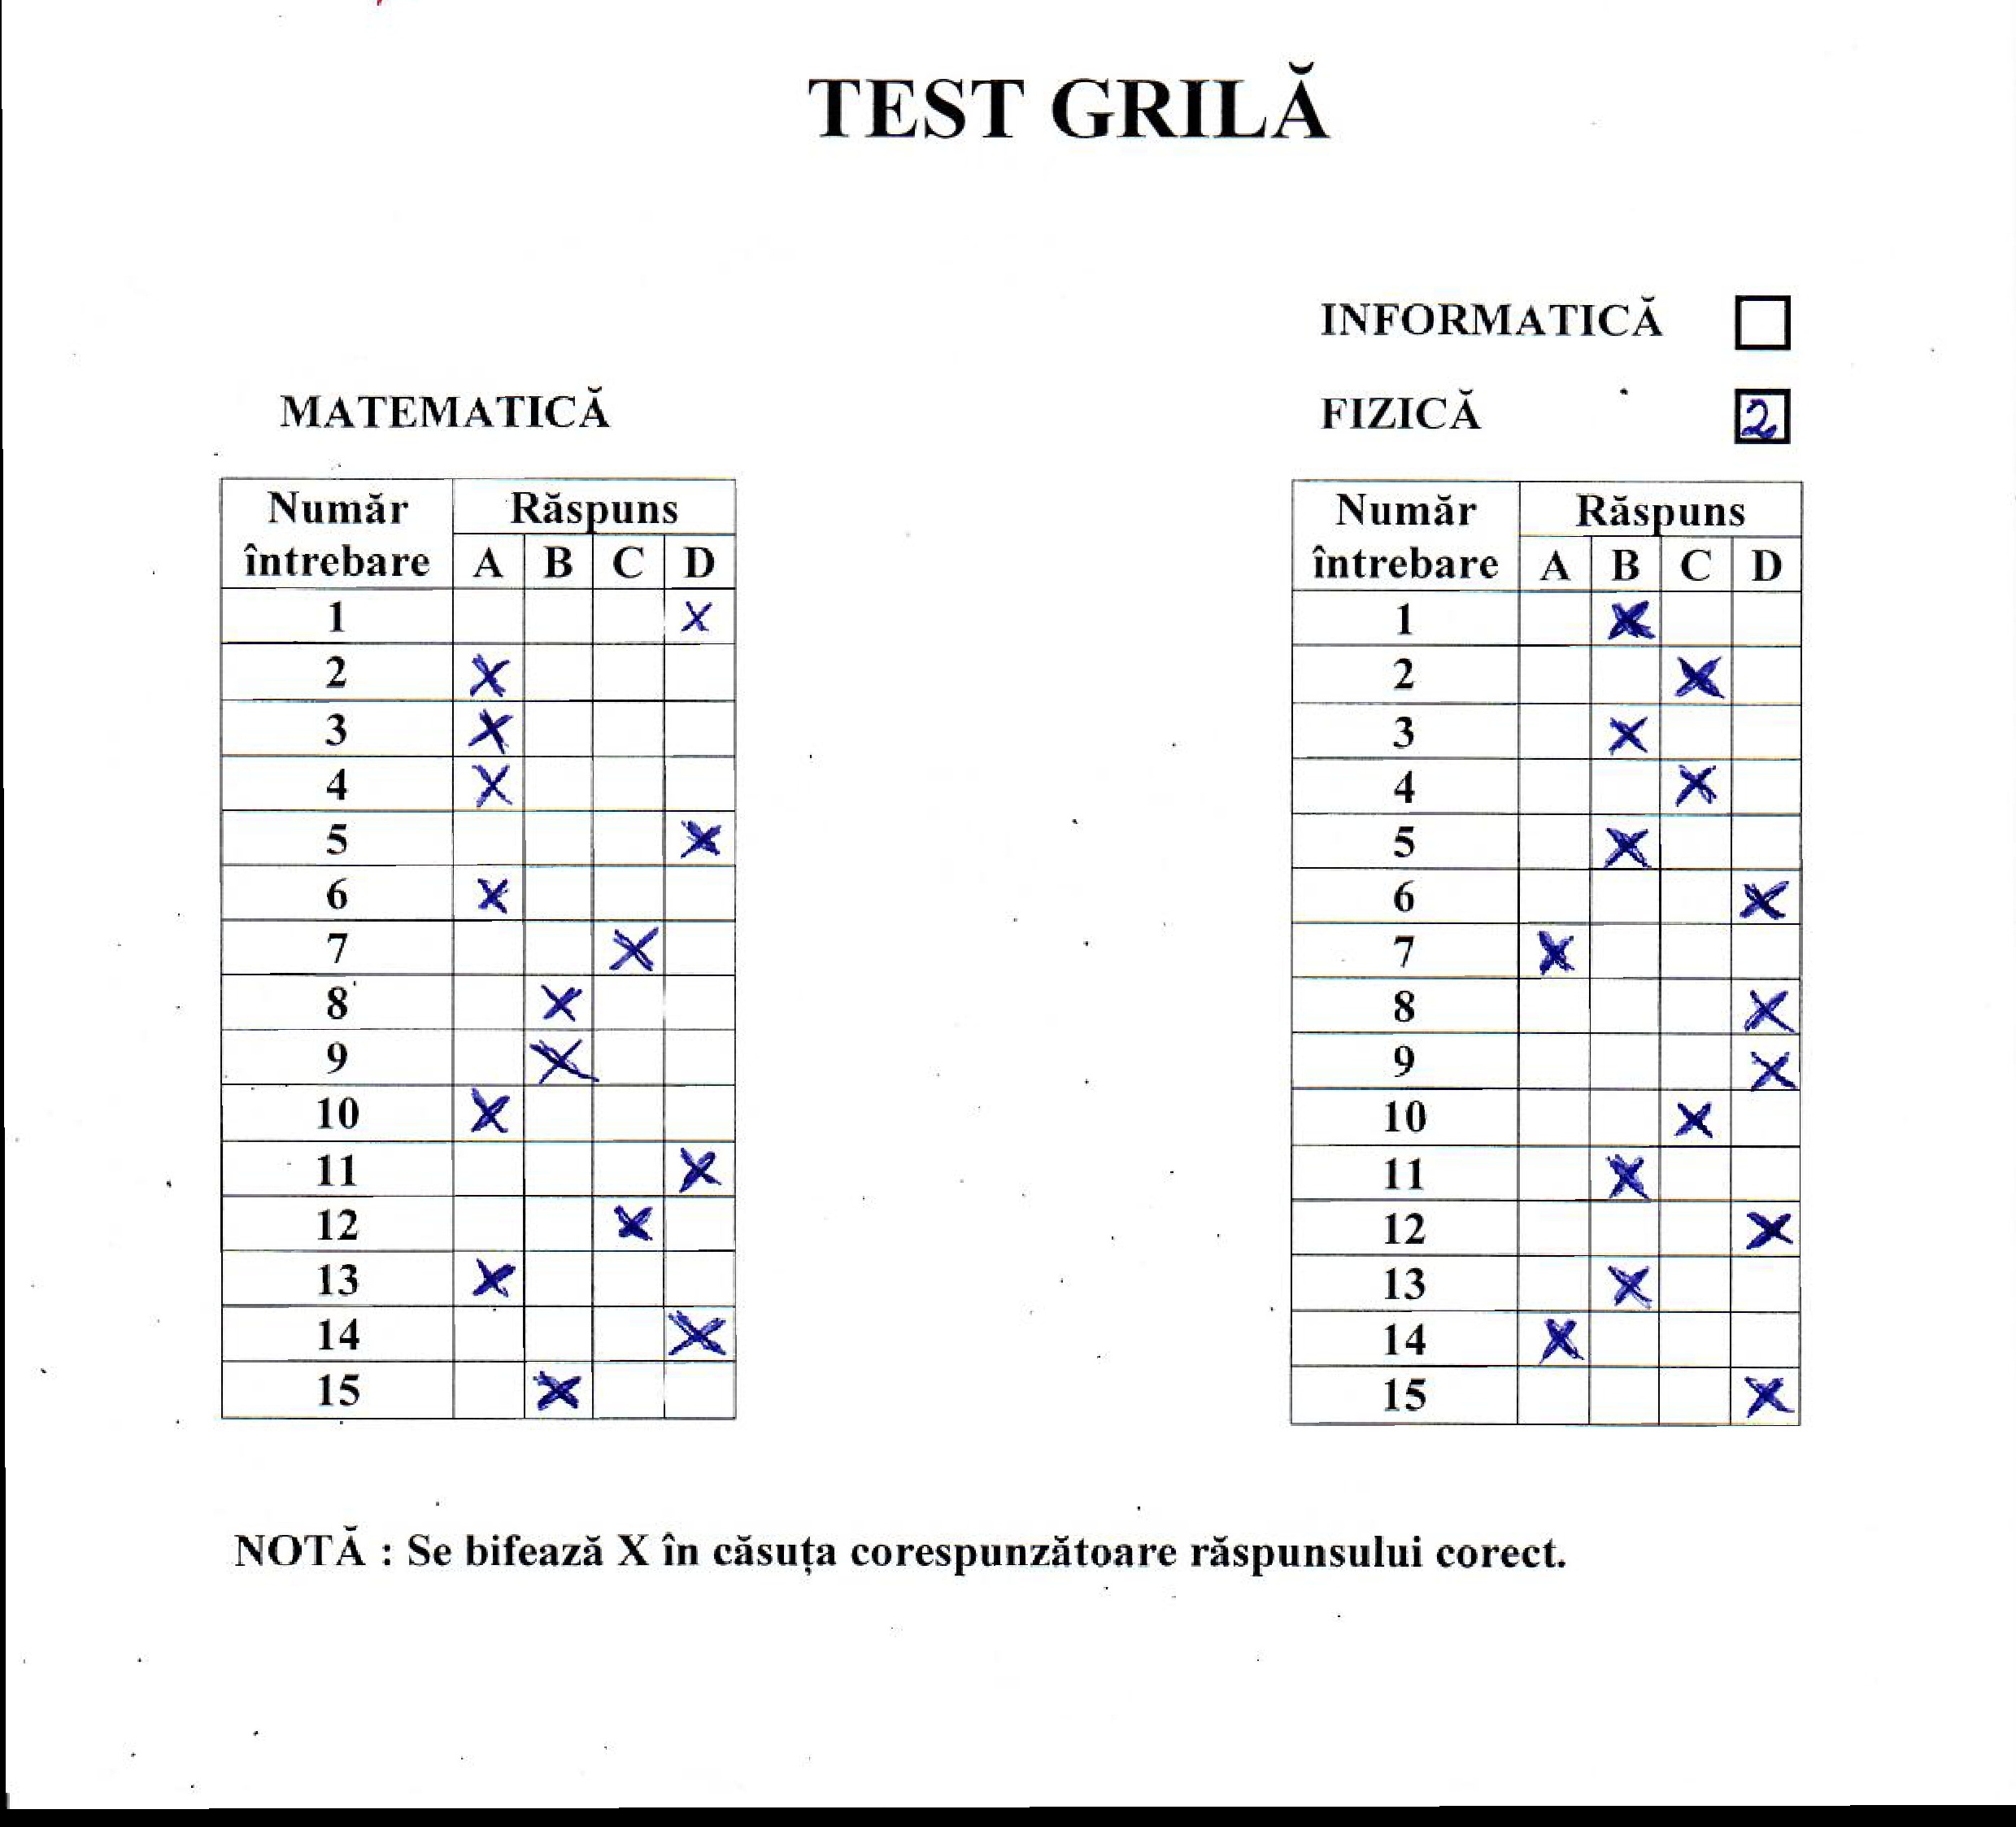 TEST GRILĂ
INFORMATICĂ
MATEMATICĂ
FIZICĂ 2
Număr întrebare Răspuns
A B C D
1 X
2 X
3 X
4 X
5 X
6 X
7 X
8 X
9 X
10 X
11 X
12 X
13 X
14 X
15 X
Număr întrebare Răspuns
A B C D
1 X
2 X
3 X
4 X
5 X
6 X
7 X
8 X
9 X
10 X
11 X
12 X
13 X
14 X
15 X
NOTĂ : Se bifează X în căsuța corespunzătoare răspunsului corect.